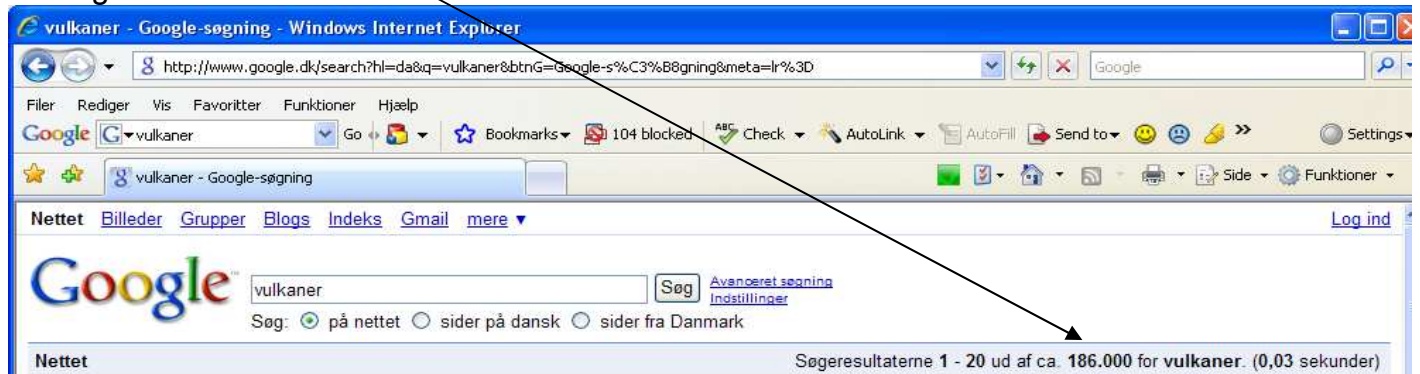 vulkaner - Google-søgning - Windows Internet Explorer
http://www.google.dk/search?hl=da&q=vulkaner&btnG=Google-s%C3%B8gning&meta=lr%3D Google
Filer Rediger Vis Favoritter Funktioner Hjælp
Google G vulkaner Go Bookmarks 104 blocked ABC Check AutoLink AutoFill Send to » Settings
vulkaner - Google-søgning Side Funktioner
Nettet Billeder Grupper Blogs Indeks Gmail mere ▼ Log ind
Google™ vulkaner Søg Avanceret søgning
Indstillinger
Søg: på nettet sider på dansk sider fra Danmark
Nettet Søgeresultaterne 1 - 20 ud af ca. 186.000 for vulkaner. (0,03 sekunder)